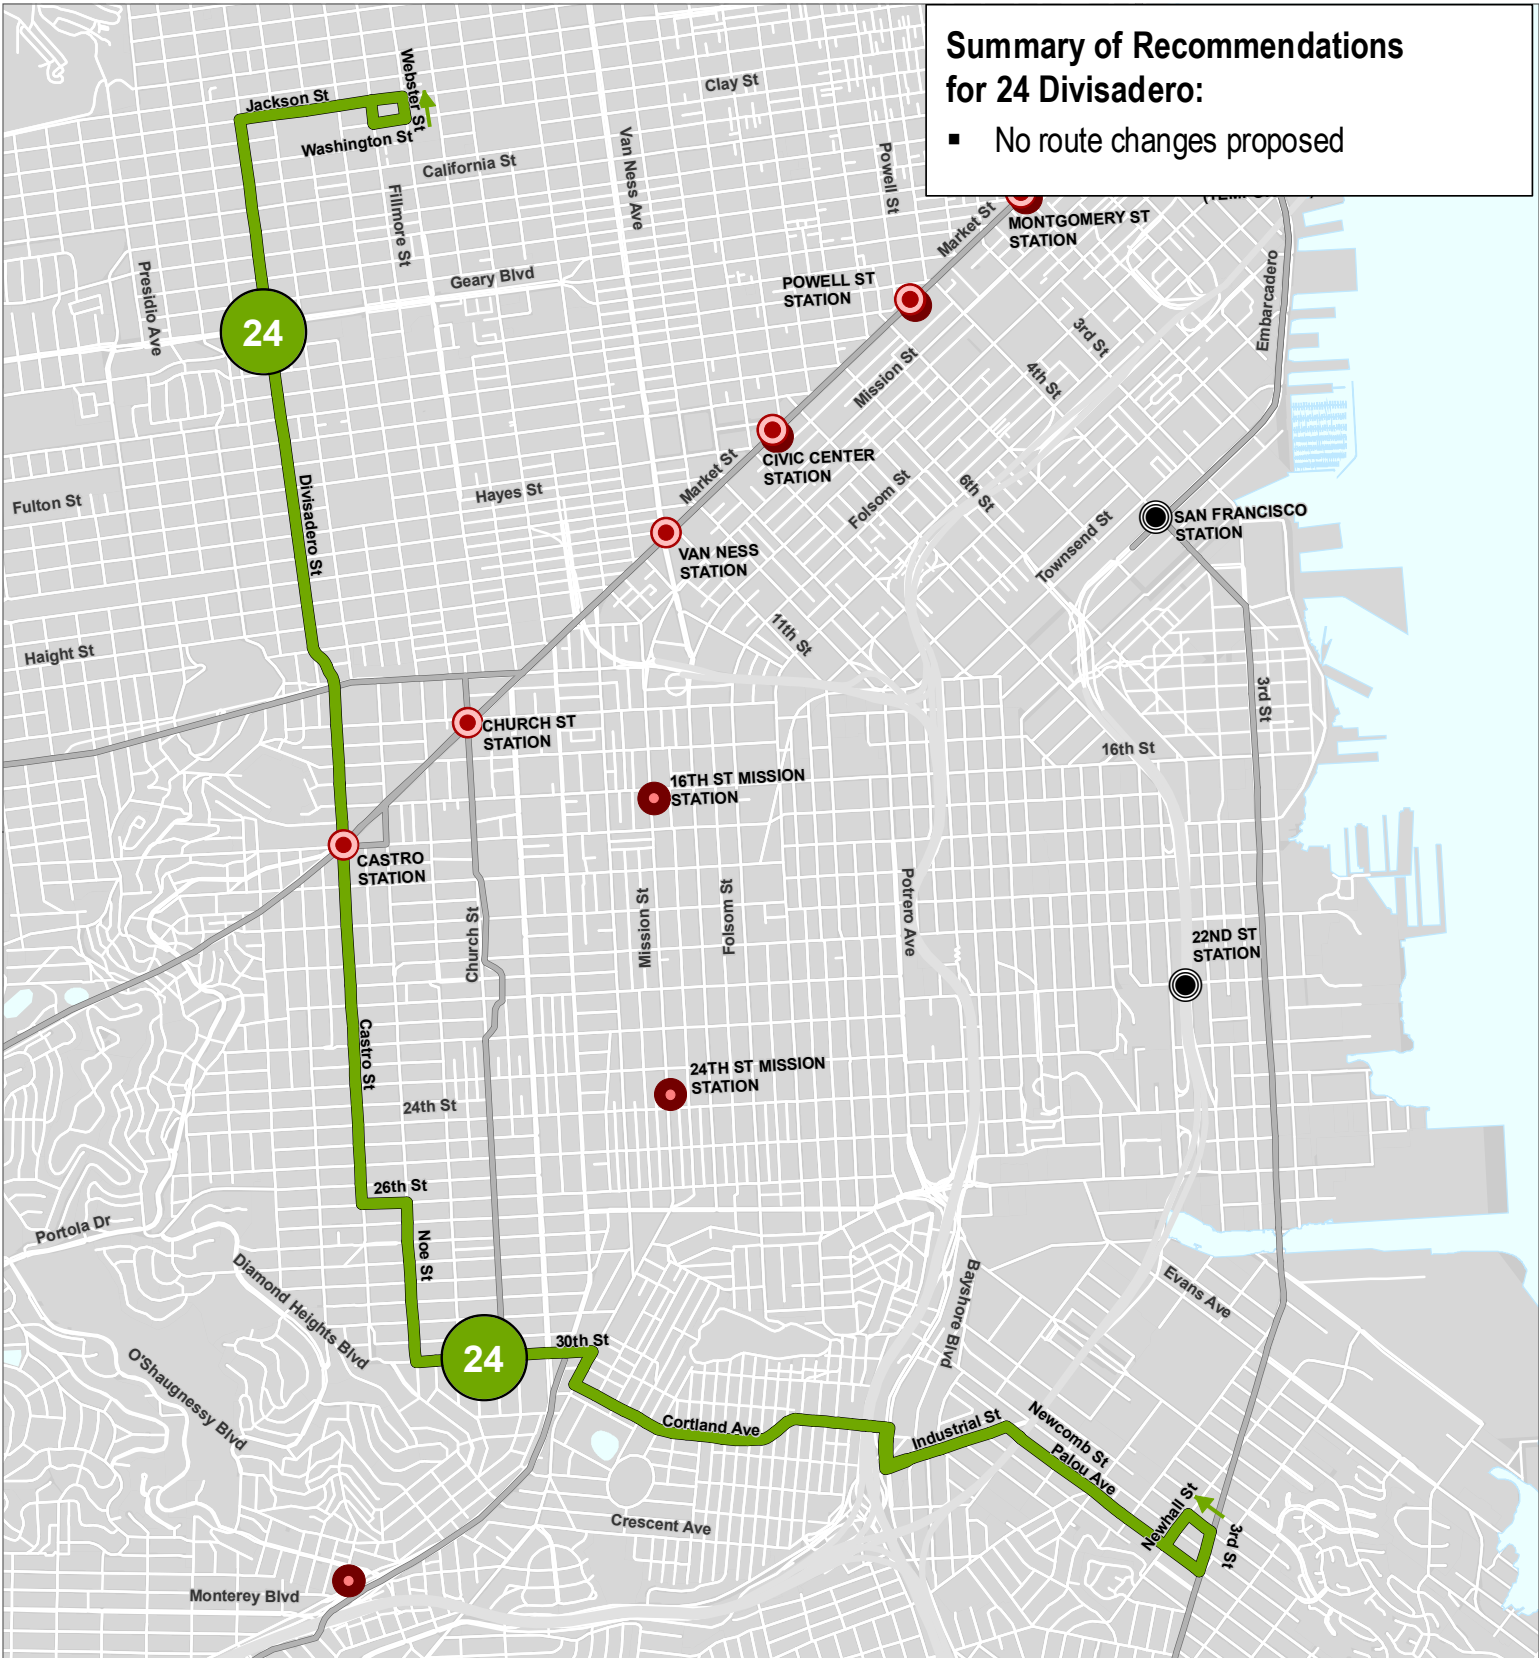 Summary of Recommendations
for 24 Divisadero:
▪ No route changes proposed
Webster St
Jackson St
Washington St
Clay St
California St
Van Ness Ave
Powell St
Fillmore St
Market St
MONTGOMERY ST
STATION
Presidio Ave
Geary Blvd
POWELL ST
STATION
Embarcadero
24
3rd St
4th St
Mission St
Divisadero St
Fulton St
Hayes St
Market St
CIVIC CENTER
STATION
Folsom St
6th St
Townsend St
SAN FRANCISCO
STATION
VAN NESS
STATION
11th St
Haight St
3rd St
CHURCH ST
STATION
16th St
16TH ST MISSION
STATION
CASTRO
STATION
Church St
Mission St
Folsom St
Potrero Ave
22ND ST
STATION
Castro St
24TH ST MISSION
STATION
24th St
26th St
Portola Dr
Noe St
Diamond Heights Blvd
Bayshore Blvd
Evans Ave
O'Shaugnessy Blvd
24
30th St
Cortland Ave
Industrial St
Newcomb St
Palou Ave
Newhall St
3rd St
Crescent Ave
Monterey Blvd